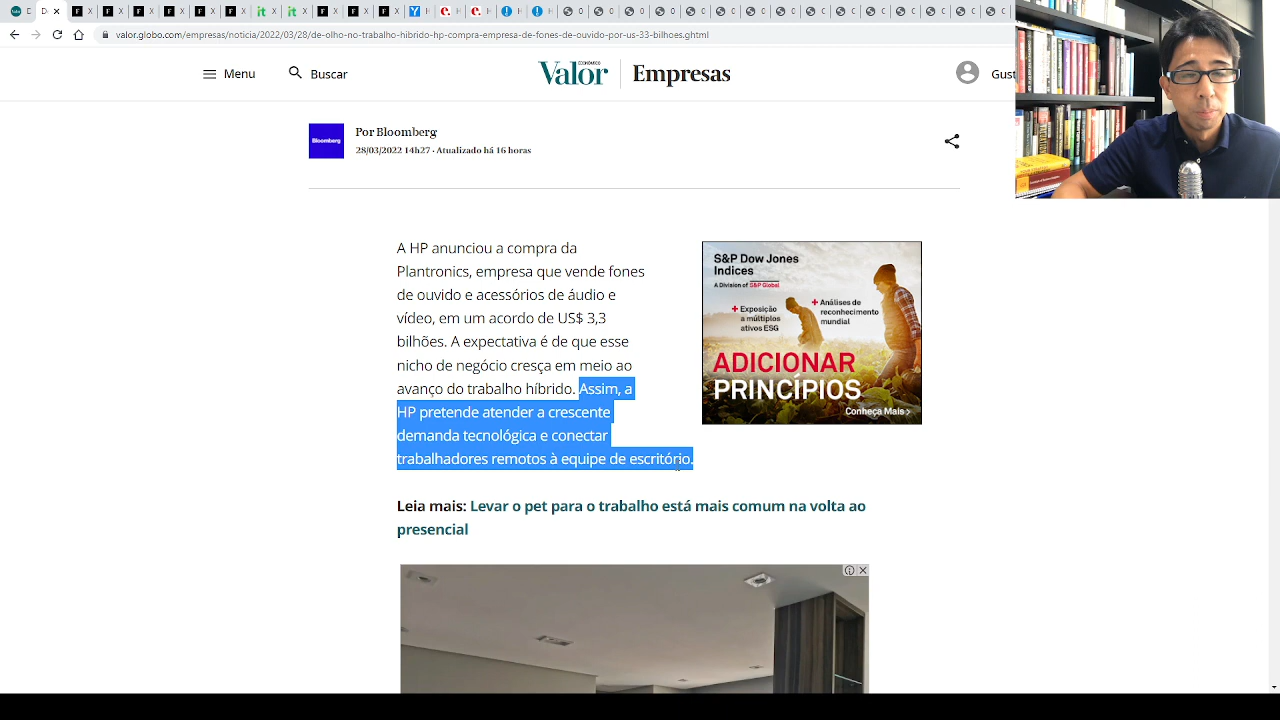 valor.globo.com/empresas/noticia/2022/03/28/de-olho-no-trabalho-hibrido-hp-compra-empresa-de-fones-de-ouvido-por-us-33-bilhoes.ghtml
Menu
Buscar
Valor
ECONÔMICO
Empresas
Gust
Bloomberg
Por Bloomberg
28/03/2022 14h27 · Atualizado há 16 horas
A HP anunciou a compra da
Plantronics, empresa que vende fones
de ouvido e acessórios de áudio e
vídeo, em um acordo de US$ 3,3
bilhões. A expectativa é de que esse
nicho de negócio cresça em meio ao
avanço do trabalho híbrido. Assim, a
HP pretende atender a crescente
demanda tecnológica e conectar
trabalhadores remotos à equipe de escritório.
S&P Dow Jones
Indices
A Division of S&P Global
+ Exposição
a múltiplos
ativos ESG
+ Análises de
reconhecimento
mundial
ADICIONAR
PRINCÍPIOS
Conheça Mais >
Leia mais: Levar o pet para o trabalho está mais comum na volta ao
presencial